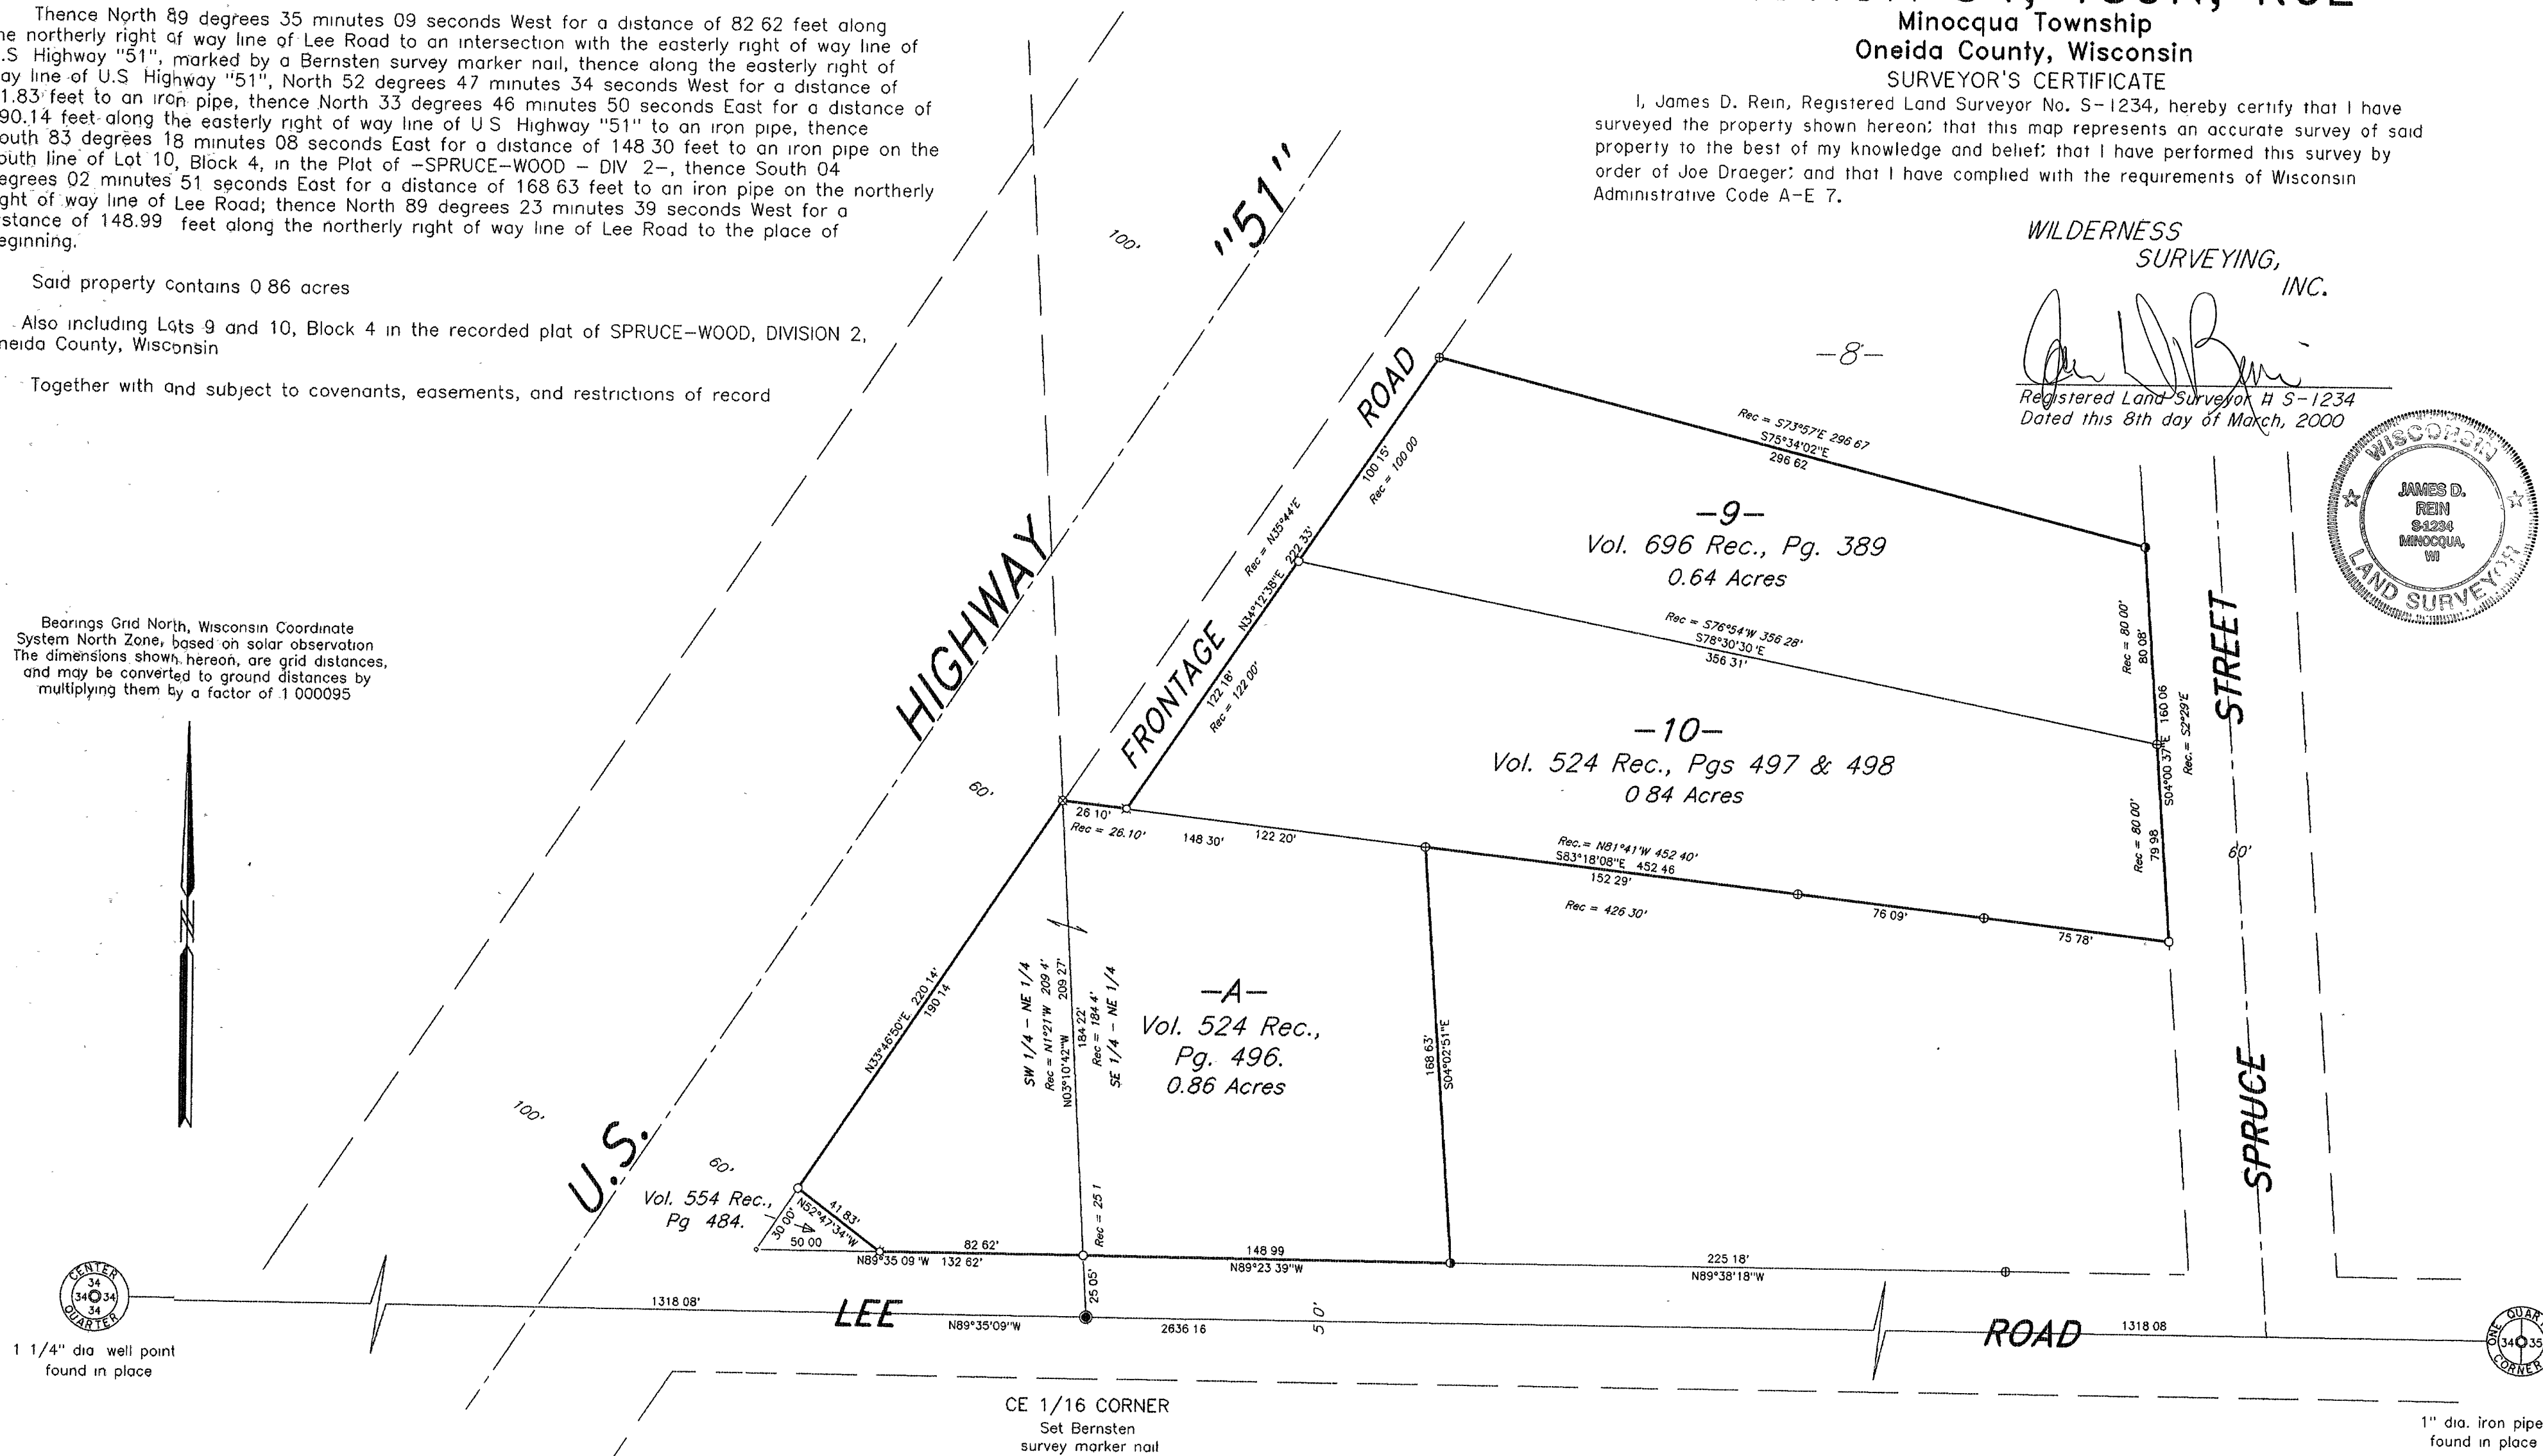 Thence North 89 degrees 35 minutes 09 seconds West for a distance of 82 62 feet along
northerly right of way line of Lee Road to an intersection with the easterly right of way line of
Highway "51", marked by a Bernsten survey marker nail, thence along the easterly right of
line of U.S Highway "51", North 52 degrees 47 minutes 34 seconds West for a distance of
feet to an iron pipe, thence North 33 degrees 46 minutes 50 seconds East for a distance of
feet along the easterly right of way line of U S Highway "51" to an iron pipe, thence
83 degrees 18 minutes 08 seconds East for a distance of 148 30 feet to an iron pipe on the
line of Lot 10, Block 4, in the Plat of -SPRUCE-WOOD - DIV 2-, thence South 04
02 minutes 51 seconds East for a distance of 168 63 feet to an iron pipe on the northerly
of way line of Lee Road; thence North 89 degrees 23 minutes 39 seconds West for a
of 148.99 feet along the northerly right of way line of Lee Road to the place of
Said property contains 0 86 acres
Also including Lots 9 and 10, Block 4 in the recorded plat of SPRUCE-WOOD, DIVISION 2,
County, Wisconsin
Together with and subject to covenants, easements, and restrictions of record
Minocqua Township
Oneida County, Wisconsin
SURVEYOR'S CERTIFICATE
I, James D. Rein, Registered Land Surveyor No. S-1234, hereby certify that I have
surveyed the property shown hereon; that this map represents an accurate survey of said
property to the best of my knowledge and belief; that I have performed this survey by
order of Joe Draeger; and that I have complied with the requirements of Wisconsin
Administrative Code A-E 7.
WILDERNESS
SURVEYING,
INC.
Registered Land Surveyor # S-1234
Dated this 8th day of March, 2000
WISCONSIN
JAMES D.
REIN
S-1234
MINOCQUA,
WI
LAND SURVEYOR
Bearings Grid North, Wisconsin Coordinate
System North Zone, based on solar observation
The dimensions shown hereon, are grid distances,
and may be converted to ground distances by
multiplying them by a factor of 1 000095
U.S.
HIGHWAY
"51"
100'
60'
100'
60'
FRONTAGE
ROAD
-8-
Rec = S73°57'E 296 67
S75°34'02"E
296 62
100 15'
Rec = 100 00
Rec = N35°44'E
N34°12'38"E 222 33'
122 18'
Rec = 122 00'
-9-
Vol. 696 Rec., Pg. 389
0.64 Acres
Rec = S76°54'W 356 28'
S78°30'30'E
356 31'
-10-
Vol. 524 Rec., Pgs 497 & 498
0 84 Acres
Rec = 80 00'
80 08'
S04°00 37"E 160 06
Rec. = S2°29'E
Rec = 80 00'
79 98
STREET
60'
SPRUCE
26 10'
Rec = 26.10'
148 30'
122 20'
Rec.= N81°41'W 452 40'
S83°18'08"E 452 46
152 29'
Rec = 426 30'
76 09'
75 78'
-A-
Vol. 524 Rec.,
Pg. 496.
0.86 Acres
N33°46'50"E 220 14'
190 14
SW 1/4 - NE 1/4
Rec = N1°21'W 209 4'
N03°10'42"W 209 27'
184 22'
Rec = 184 4'
SE 1/4 - NE 1/4
168 63'
S04°02'51"E
Vol. 554 Rec.,
Pg 484.
30 00'
41 83'
N52°47'34"W
50 00
82 62'
N89°35 09 'W 132 62'
Rec = 25 1
25 05'
148 99
N89°23 39"W
225 18'
N89°38'18"W
CENTER
34
34 34
34
QUARTER
1 1/4" dia well point
found in place
1318 08'
LEE
N89°35'09"W
2636 16
ROAD
1318 08
CE 1/16 CORNER
Set Bernsten
survey marker nail
ONE QUAR
34 35
CORNER
1" dia. iron pipe
found in place